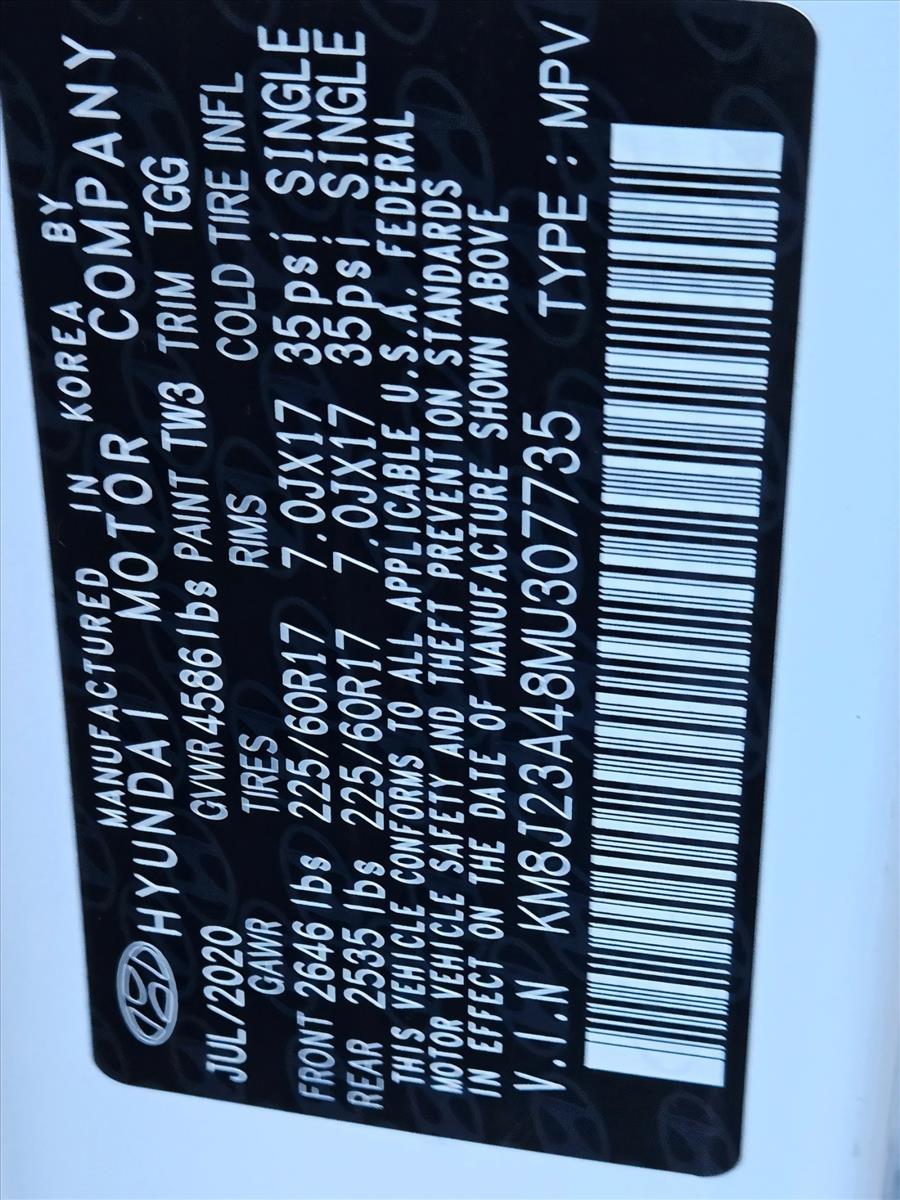 MANUFACTURED IN KOREA BY
HYUNDAI MOTOR COMPANY
JUL/2020 GVWR4586lbs PAINT TW3 TRIM TGG
GAWR TIRES RIMS COLD TIRE INFL
FRONT 2646 lbs 225/60R17 7.0JX17 35psi SINGLE
REAR 2535 lbs 225/60R17 7.0JX17 35psi SINGLE
THIS VEHICLE CONFORMS TO ALL APPLICABLE U.S.A. FEDERAL
MOTOR VEHICLE SAFETY AND THEFT PREVENTION STANDARDS
IN EFFECT ON THE DATE OF MANUFACTURE SHOWN ABOVE
V.I.N KM8J23A48MU307735 TYPE : MPV